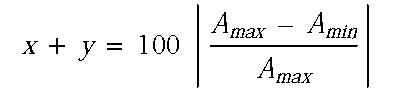 x + y = 100 | (A_max − A_min) / A_max |